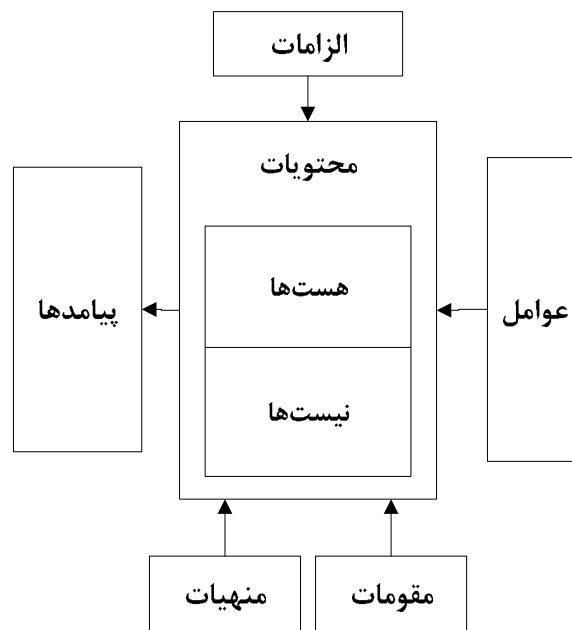 الزامات
محتویات
عوامل
هست‌ها
پیامدها
نیست‌ها
مقومات
منهیات